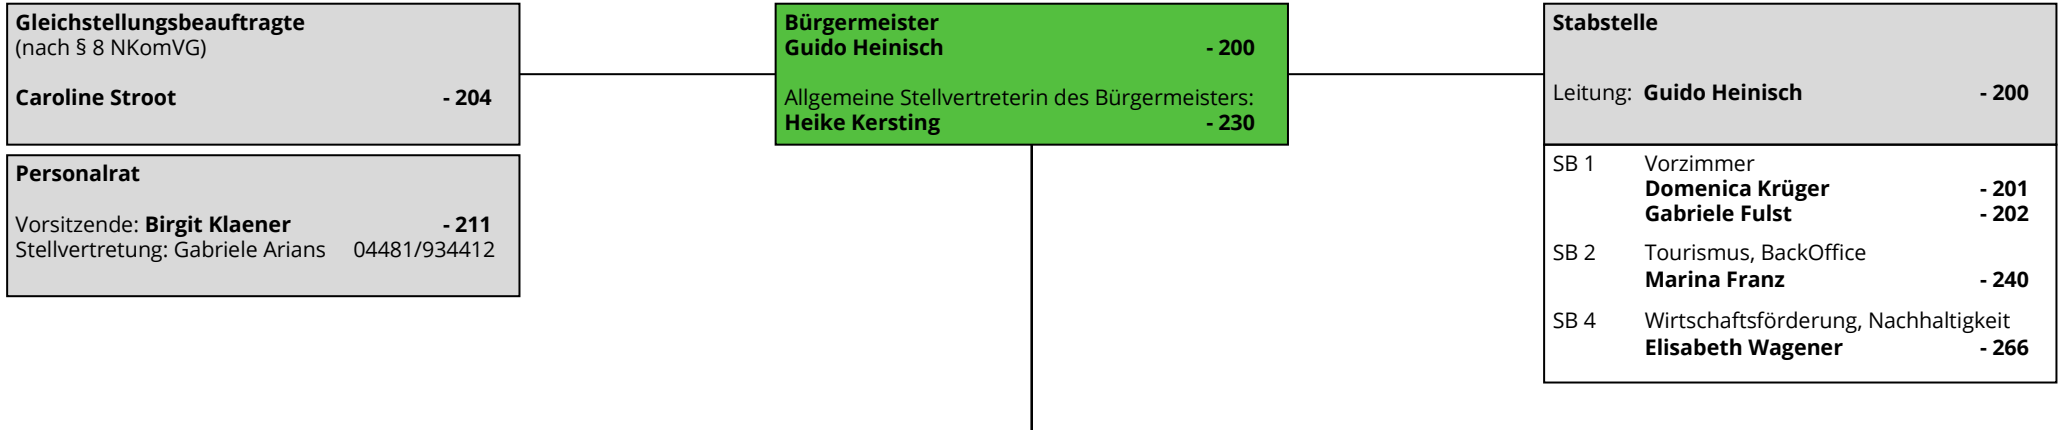 Gleichstellungsbeauftragte
(nach § 8 NKomVG)
Caroline Stroot - 204
Personalrat
Vorsitzende: Birgit Klaener - 211
Stellvertretung: Gabriele Arians 04481/934412
Bürgermeister
Guido Heinisch - 200
Allgemeine Stellvertreterin des Bürgermeisters:
Heike Kersting - 230
Stabstelle
Leitung: Guido Heinisch - 200
SB 1 Vorzimmer
Domenica Krüger - 201
Gabriele Fulst - 202
SB 2 Tourismus, BackOffice
Marina Franz - 240
SB 4 Wirtschaftsförderung, Nachhaltigkeit
Elisabeth Wagener - 266